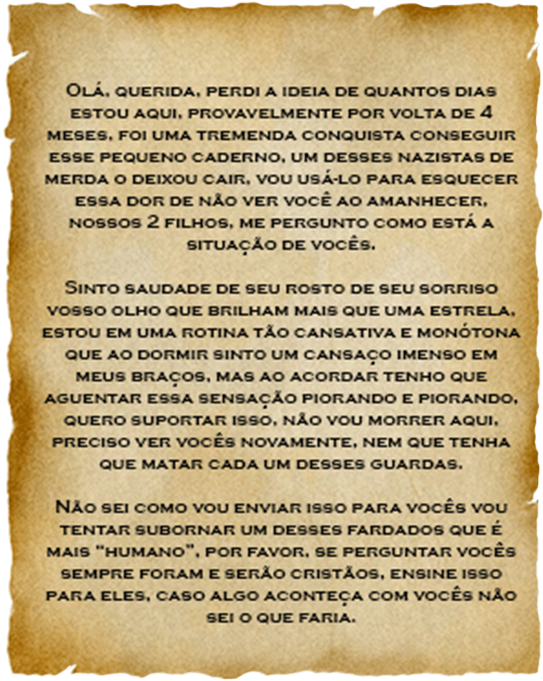 Olá, querida, perdi a ideia de quantos dias
estou aqui, provavelmente por volta de 4
meses, foi uma tremenda conquista conseguir
esse pequeno caderno, um desses nazistas de
merda o deixou cair, vou usá-lo para esquecer
essa dor de não ver você ao amanhecer,
nossos 2 filhos, me pergunto como está a
situação de vocês.
Sinto saudade de seu rosto de seu sorriso
vosso olho que brilham mais que uma estrela,
estou em uma rotina tão cansativa e monótona
que ao dormir sinto um cansaço imenso em
meus braços, mas ao acordar tenho que
aguentar essa sensação piorando e piorando,
quero suportar isso, não vou morrer aqui,
preciso ver vocês novamente, nem que tenha
que matar cada um desses guardas.
Não sei como vou enviar isso para vocês vou
tentar subornar um desses fardados que é
mais "humano", por favor, se perguntar vocês
sempre foram e serão cristãos, ensine isso
para eles, caso algo aconteça com vocês não
sei o que faria.